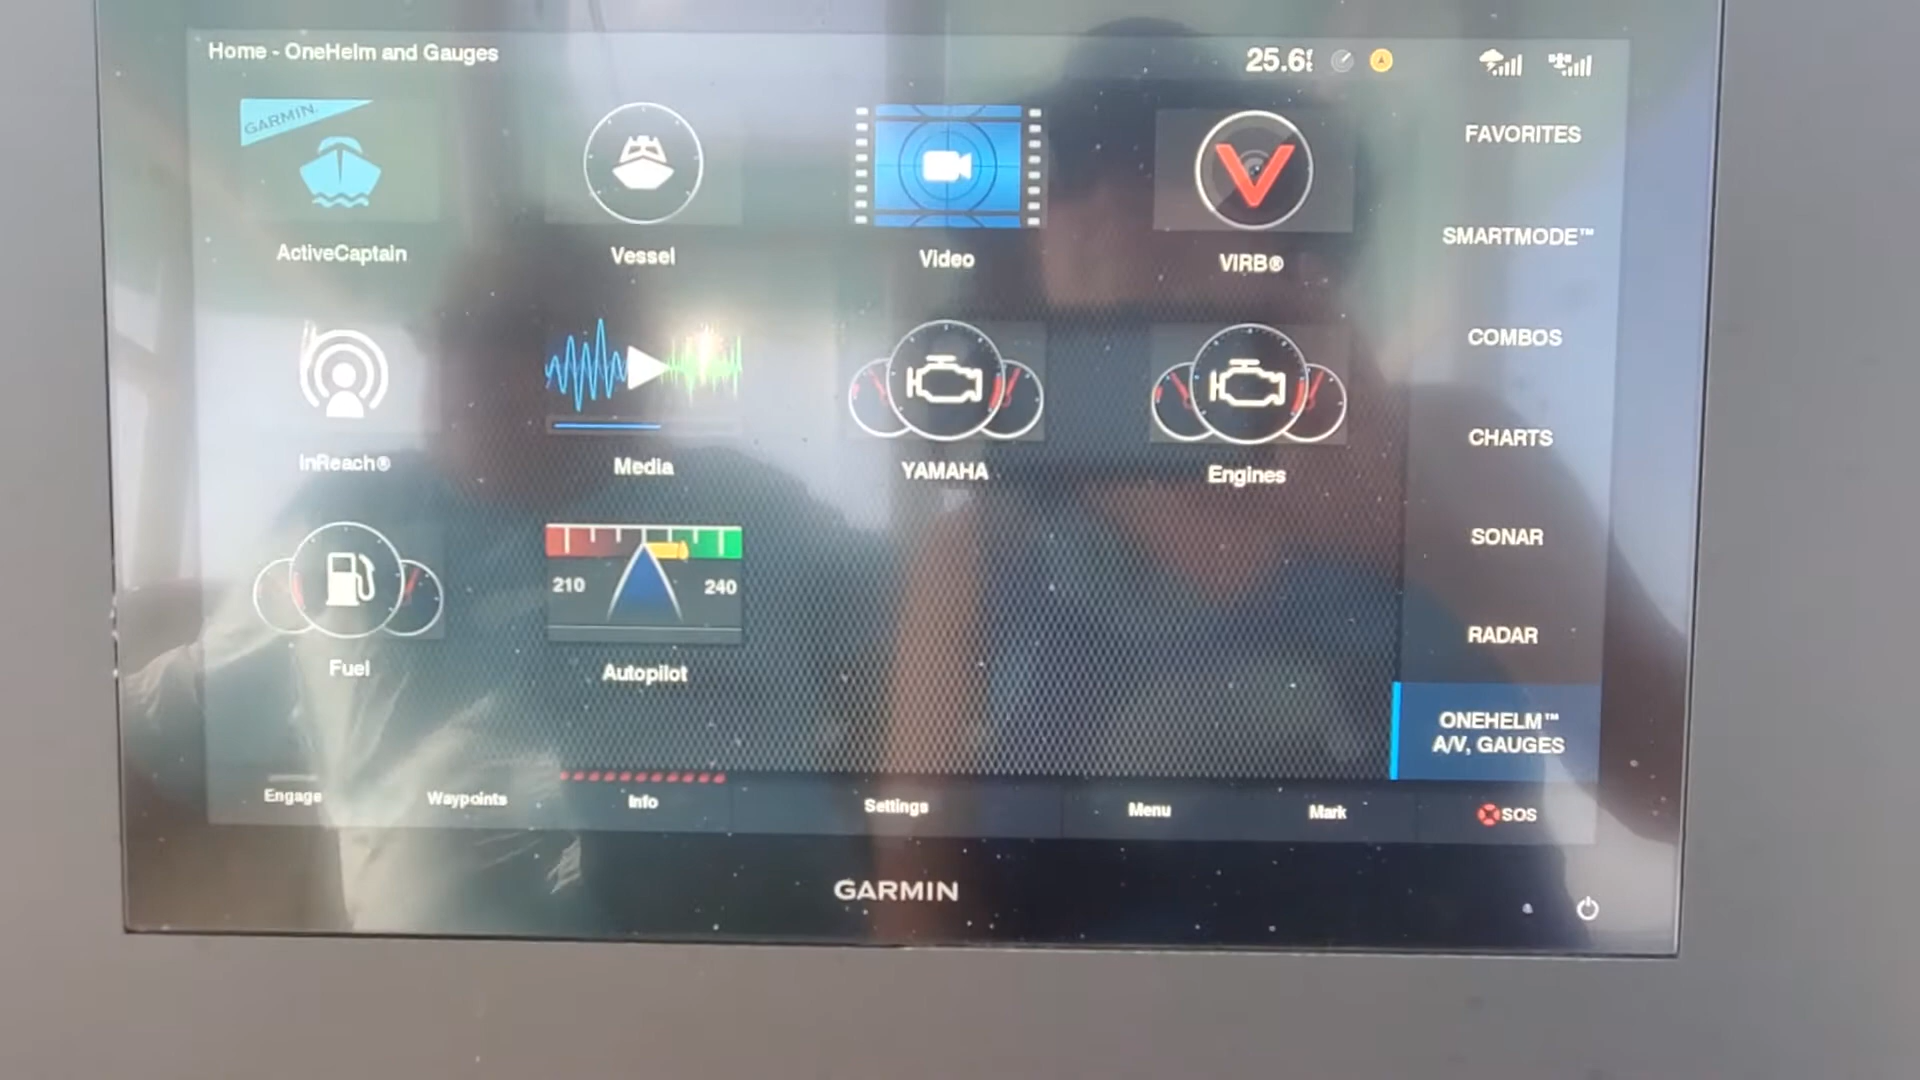 Home - OneHelm and Gauges
25.6ft
GARMIN.
ActiveCaptain
Vessel
Video
VIRB®
InReach®
Media
YAMAHA
Engines
210
240
Fuel
Autopilot
FAVORITES
SMARTMODE™
COMBOS
CHARTS
SONAR
RADAR
ONEHELM™
A/V, GAUGES
Engage
Waypoints
Info
Settings
Menu
Mark
SOS
GARMIN